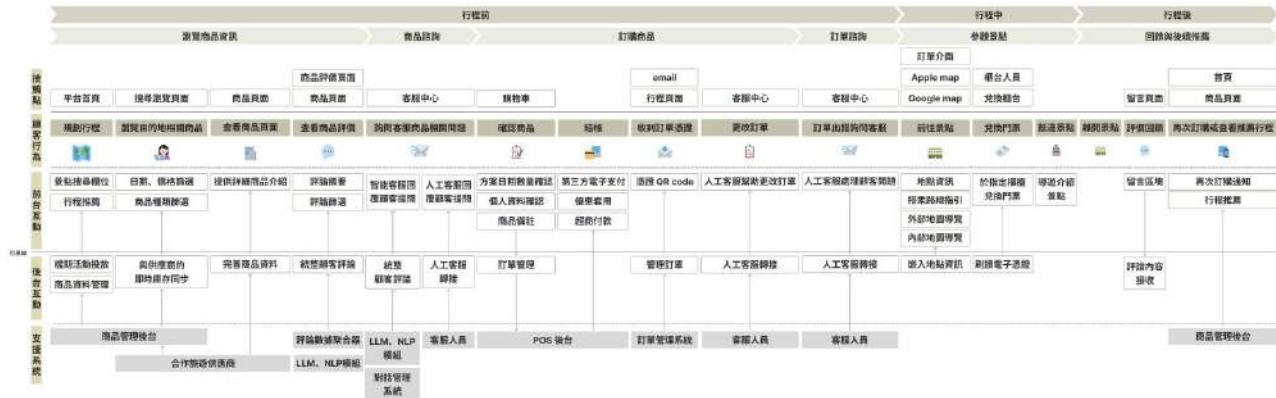 行程前
行程中
行程後
瀏覽商品資訊
商品諮詢
訂購商品
訂單諮詢
參觀景點
回饋與後續推薦
接觸點
訂單介面
商品評價頁面
email
Apple map
櫃台人員
首頁
平台首頁
搜尋瀏覽頁面
商品頁面
商品頁面
客服中心
購物車
行程頁面
客服中心
客服中心
Google map
兌換櫃台
留言頁面
商品頁面
顧客行為
規劃行程
瀏覽目的地相關商品
查看商品頁面
查看商品評價
詢問客服商品相關問題
確認商品
結帳
收到訂單憑證
更改訂單
訂單出錯詢問客服
前往景點
兌換門票
抵達景點
離開景點
評價回饋
再次訂購或查看推薦行程
前台互動
景點搜尋欄位
日期、價格篩選
提供詳細商品介紹
評論摘要
智能客服回
覆顧客提問
人工客服回
覆顧客提問
方案日期數量確認
第三方電子支付
憑證 QR code
人工客服幫助更改訂單
人工客服處理顧客問題
地點資訊
於指定櫃檯
兌換門票
導遊介紹
景點
留言區塊
再次訂購通知
行程推薦
商品種類篩選
評論篩選
個人資料確認
優惠套用
搭乘路線指引
行程推薦
商品備註
超商付款
外部地圖導覽
內部地圖導覽
後台互動
檔期活動投放
與供應商的
即時庫存同步
完善商品資料
統整顧客評論
統整
顧客評論
人工客服
轉接
訂單管理
管理訂單
人工客服轉接
人工客服轉接
嵌入地點資訊
刷讀電子憑證
評論內容
接收
商品資料管理
支援系統
商品管理後台
評論數據聚合器
LLM、NLP
模組
客服人員
POS 後台
訂單管理系統
客服人員
客服人員
商品管理後台
合作旅遊供應商
LLM、NLP模組
對話管理
系統